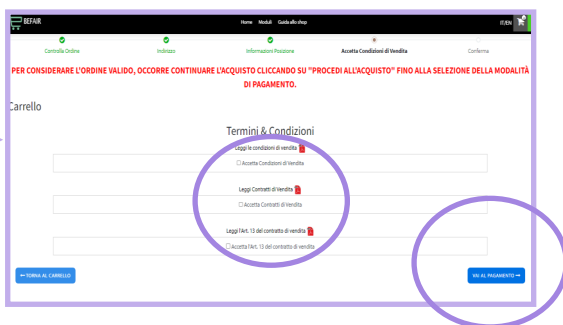 BEFAIR
Home Moduli Guida allo shop
IT/EN
Controlla Ordine
Indirizzo
Informazioni Posizione
Accetta Condizioni di Vendita
Conferma
PER CONSIDERARE L'ORDINE VALIDO, OCCORRE CONTINUARE L'ACQUISTO CLICCANDO SU "PROCEDI ALL'ACQUISTO" FINO ALLA SELEZIONE DELLA MODALITÀ
DI PAGAMENTO.
Carrello
Termini & Condizioni
Leggi le condizioni di vendita
Accetta Condizioni di Vendita
Leggi Contratti di Vendita
Accetta Contratti di Vendita
Leggi l'Art. 13 del contratto di vendita
Accetta l'Art. 13 del contratto di vendita
← TORNA AL CARRELLO
VAI AL PAGAMENTO →